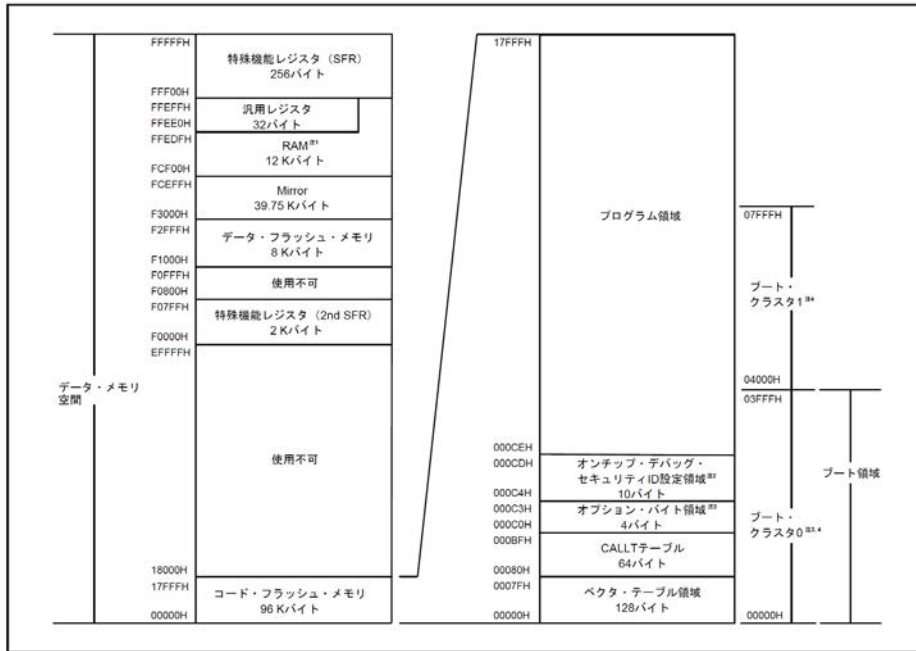 FFFFFH
特殊機能レジスタ（SFR）
256バイト
FFF00H
FFEFFH
汎用レジスタ
32バイト
FFEE0H
FFEDFH
RAM注1
12 Kバイト
FCF00H
FCEFFH
Mirror
39.75 Kバイト
F3000H
F2FFFH
データ・フラッシュ・メモリ
8 Kバイト
F1000H
F0FFFH
使用不可
F0800H
F07FFH
特殊機能レジスタ（2nd SFR）
2 Kバイト
F0000H
EFFFFH
データ・メモリ
空間
使用不可
18000H
17FFFH
コード・フラッシュ・メモリ
96 Kバイト
00000H
17FFFH
プログラム領域
000CEH
000CDH
オンチップ・デバッグ・
セキュリティID設定領域注2
10バイト
000C4H
000C3H
オプション・バイト領域
4バイト
000C0H
000BFH
CALLTテーブル
64バイト
00080H
0007FH
ベクタ・テーブル領域
128バイト
00000H
07FFFH
ブート・
クラスタ1注4
04000H
03FFFH
ブート・
クラスタ0注3, 4
00000H
ブート領域